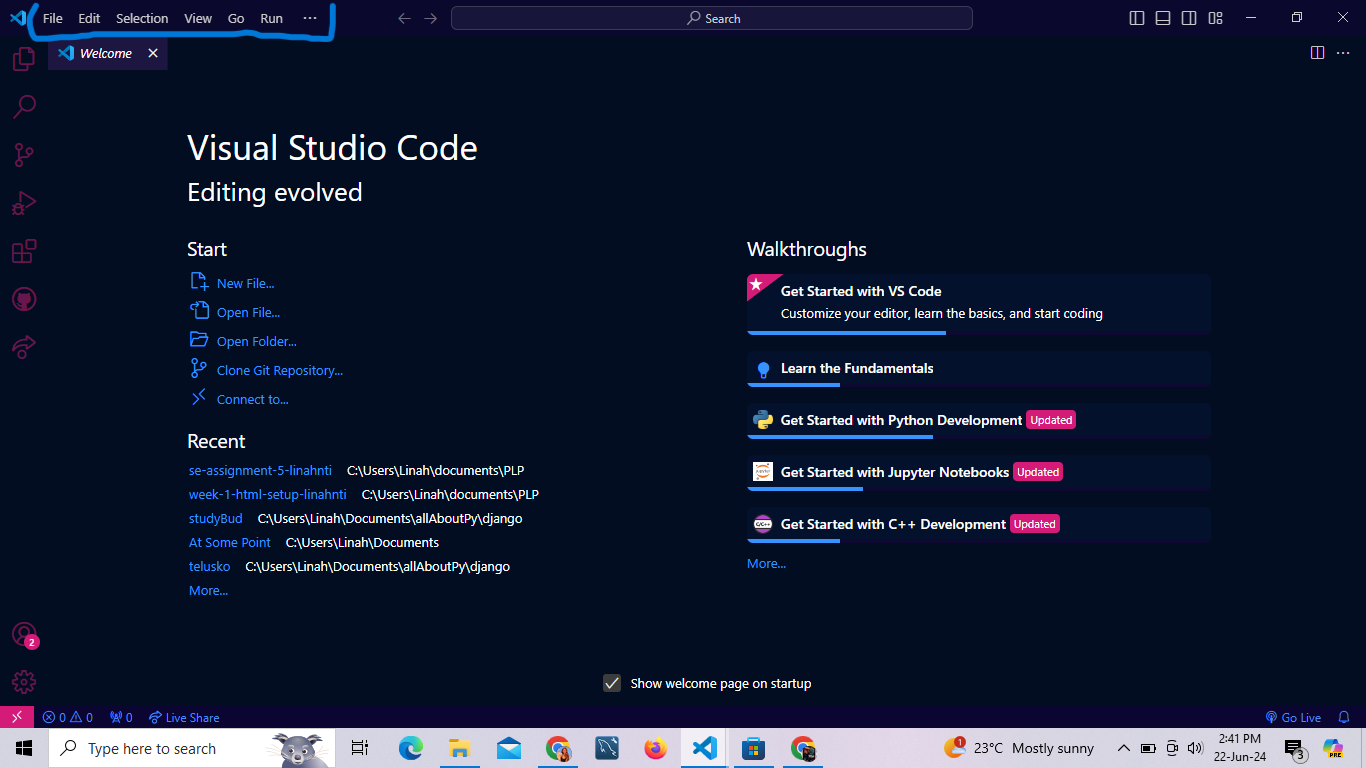 File Edit Selection View Go Run ... Search
Welcome
Visual Studio Code
Editing evolved
Start
New File...
Open File...
Open Folder...
Clone Git Repository...
Connect to...
Recent
se-assignment-5-linahnti C:\Users\Linah\documents\PLP
week-1-html-setup-linahnti C:\Users\Linah\documents\PLP
studyBud C:\Users\Linah\Documents\allAboutPy\django
At Some Point C:\Users\Linah\Documents
telusko C:\Users\Linah\Documents\allAboutPy\django
More...
Walkthroughs
Get Started with VS Code
Customize your editor, learn the basics, and start coding
Learn the Fundamentals
Get Started with Python Development Updated
Get Started with Jupyter Notebooks Updated
Get Started with C++ Development Updated
More...
2
Show welcome page on startup
0 0 0 Live Share Go Live
Type here to search 1 23°C Mostly sunny 2:41 PM
22-Jun-24 3 PRE